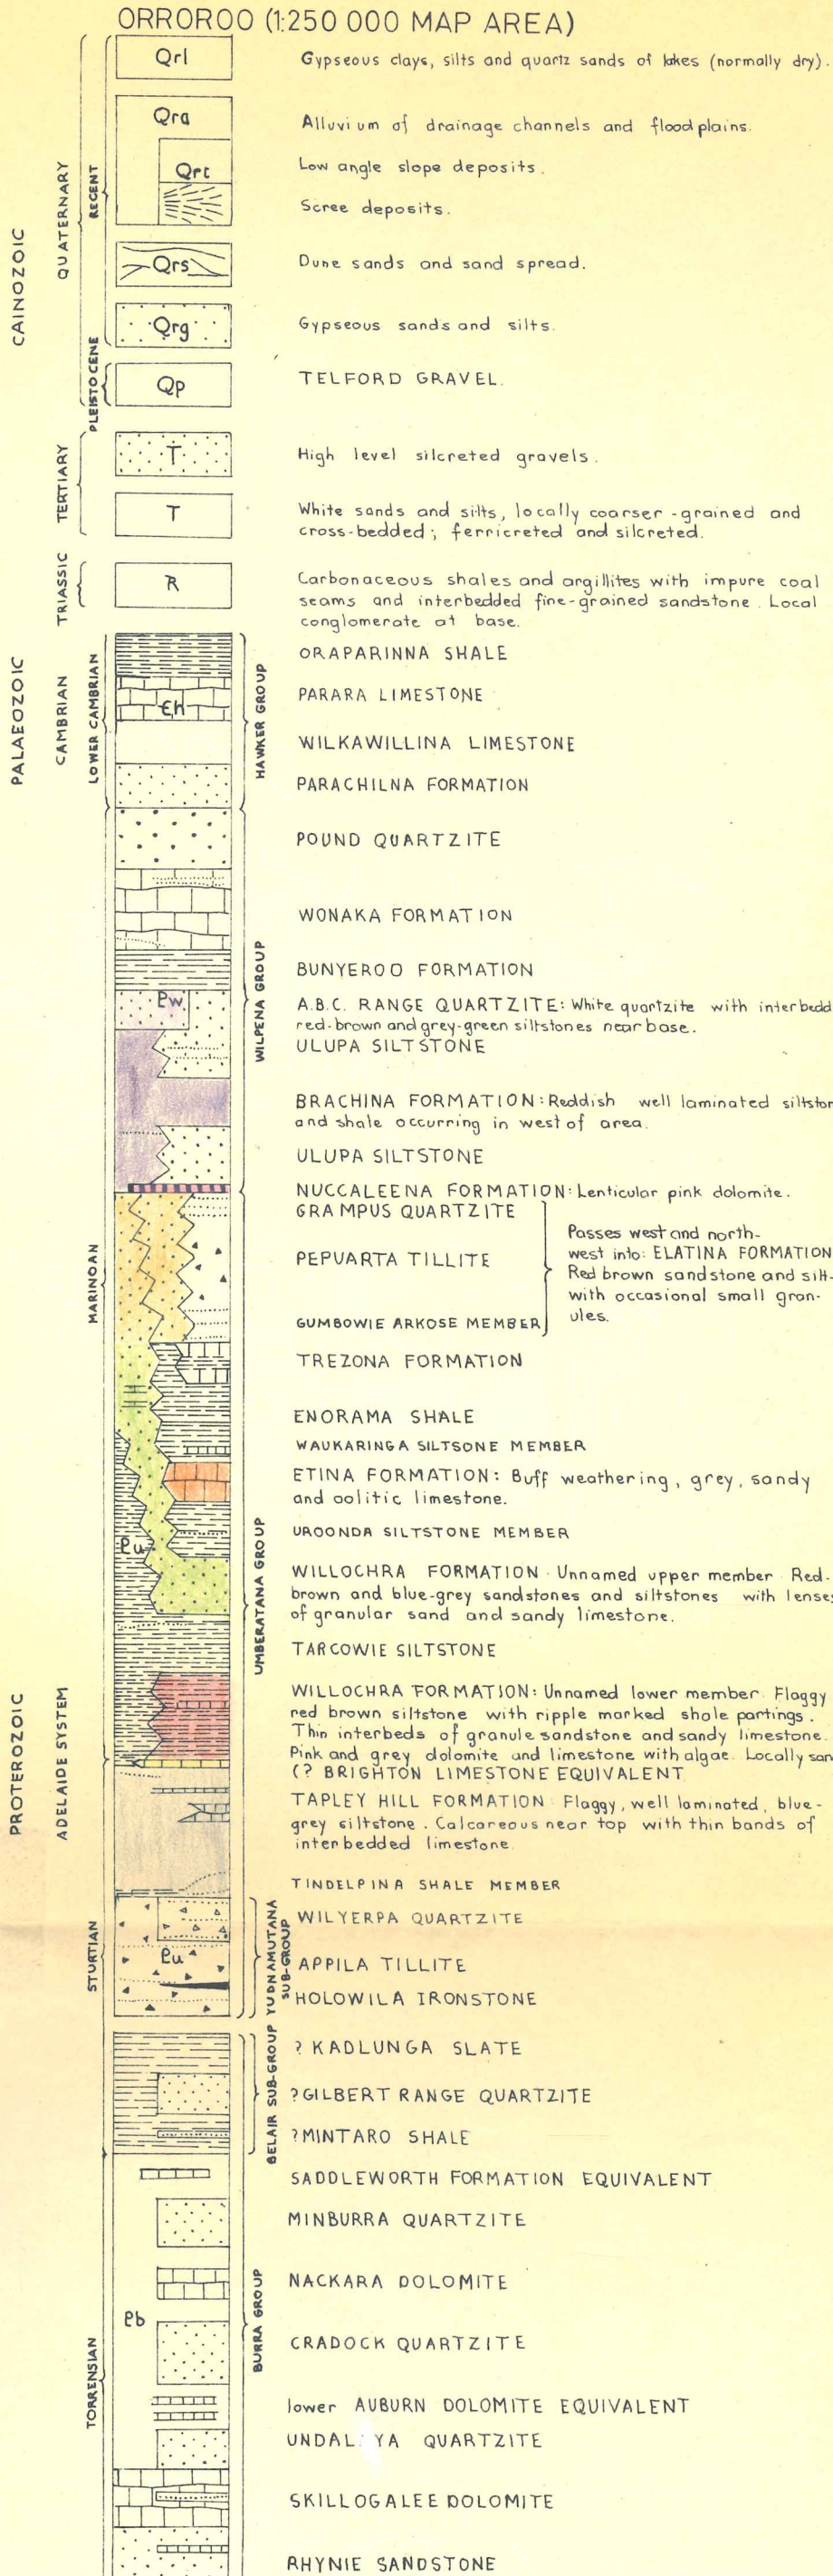 ORROROO (1:250 000 MAP AREA)
CAINOZOIC
QUATERNARY
RECENT
Qrl
Gypseous clays, silts and quartz sands of lakes (normally dry).
Qra
Alluvium of drainage channels and flood plains.
Qrt
Low angle slope deposits.
Scree deposits.
Qrs
Dune sands and sand spread.
Qrg
Gypseous sands and silts.
PLEISTOCENE
Qp
TELFORD GRAVEL.
TERTIARY
T
High level silcreted gravels.
T
White sands and silts, locally coarser-grained and
cross-bedded; ferricreted and silcreted.
TRIASSIC
R
Carbonaceous shales and argillites with impure coal
seams and interbedded fine-grained sandstone. Local
conglomerate at base.
PALAEOZOIC
CAMBRIAN
LOWER CAMBRIAN
HAWKER GROUP
ORAPARINNA SHALE
PARARA LIMESTONE
Єh
WILKAWILLINA LIMESTONE
PARACHILNA FORMATION
PROTEROZOIC
ADELAIDE SYSTEM
MARINOAN
WILPENA GROUP
POUND QUARTZITE
WONAKA FORMATION
BUNYEROO FORMATION
Pw
A.B.C. RANGE QUARTZITE: White quartzite with interbedd
red-brown and grey-green siltstones near base.
ULUPA SILTSTONE
BRACHINA FORMATION: Reddish well laminated siltstor
and shale occurring in west of area.
ULUPA SILTSTONE
NUCCALEENA FORMATION: Lenticular pink dolomite.
UMBERATANA GROUP
GRAMPUS QUARTZITE
PEPUARTA TILLITE
GUMBOWIE ARKOSE MEMBER
Passes west and north-
west into: ELATINA FORMATION
Red brown sandstone and silt-
with occasional small gran-
ules.
TREZONA FORMATION
ENORAMA SHALE
WAUKARINGA SILTSONE MEMBER
ETINA FORMATION: Buff weathering, grey, sandy
and oolitic limestone.
UROONDA SILTSTONE MEMBER
Pu
WILLOCHRA FORMATION Unnamed upper member Red-
brown and blue-grey sandstones and siltstones with lenses
of granular sand and sandy limestone.
TARCOWIE SILTSTONE
WILLOCHRA FORMATION: Unnamed lower member. Flaggy
red brown siltstone with ripple marked shale partings.
Thin interbeds of granule sandstone and sandy limestone.
Pink and grey dolomite and limestone with algae. Locally san
(? BRIGHTON LIMESTONE EQUIVALENT
STURTIAN
TAPLEY HILL FORMATION: Flaggy, well laminated, blue-
grey siltstone. Calcareous near top with thin bands of
interbedded limestone.
TINDELPINA SHALE MEMBER
YUDNAMUTANA
SUB-GROUP
WILYERPA QUARTZITE
Pu
APPILA TILLITE
HOLOWILA IRONSTONE
BELAIR SUB-GROUP
? KADLUNGA SLATE
?GILBERT RANGE QUARTZITE
?MINTARO SHALE
TORRENSIAN
BURRA GROUP
SADDLEWORTH FORMATION EQUIVALENT
MINBURRA QUARTZITE
NACKARA DOLOMITE
Pb
CRADOCK QUARTZITE
lower AUBURN DOLOMITE EQUIVALENT
UNDAL YA QUARTZITE
SKILLOGALEE DOLOMITE
RHYNIE SANDSTONE